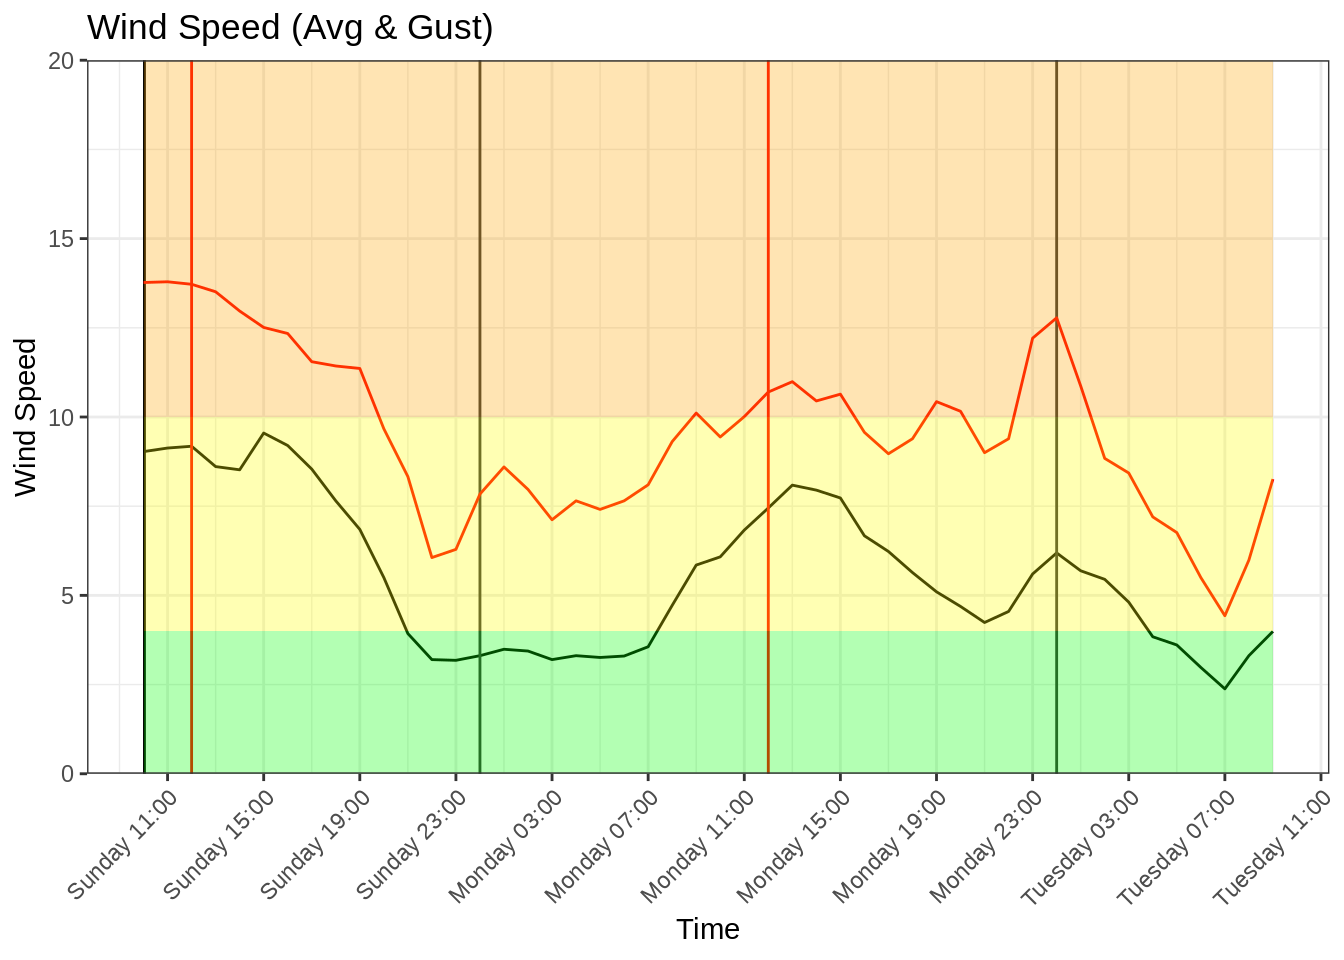 Wind Speed (Avg & Gust)
20
15
10
5
0
Wind Speed
Sunday 11:00
Sunday 15:00
Sunday 19:00
Sunday 23:00
Monday 03:00
Monday 07:00
Monday 11:00
Monday 15:00
Monday 19:00
Monday 23:00
Tuesday 03:00
Tuesday 07:00
Tuesday 11:00
Time